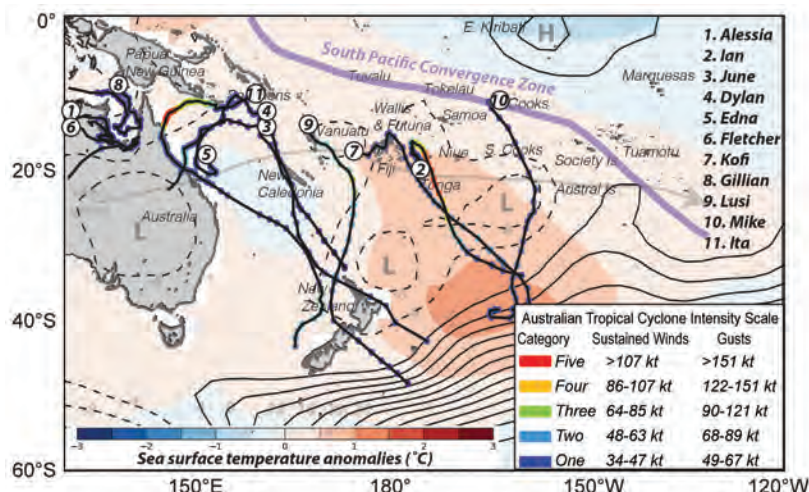 0°
20°S
40°S
60°S
150°E
180°
150°W
120°W
E. Kiribati
H
Papua
New Guinea
South Pacific Convergence Zone
Tuvalu
Tokelau
Marquesas
Wallis
& Futuna
Samoa
Cooks
Vanuatu
Fiji
Niue
S. Cooks
Society Is
Tuamotu
Tonga
Austral Is
New
Caledonia
Australia
L
L
L
New
Zealand
1
6
8
5
11
4
3
9
7
2
10
1. Alessia
2. Ian
3. June
4. Dylan
5. Edna
6. Fletcher
7. Kofi
8. Gillian
9. Lusi
10. Mike
11. Ita
Australian Tropical Cyclone Intensity Scale
Category Sustained Winds Gusts
Five >107 kt >151 kt
Four 86-107 kt 122-151 kt
Three 64-85 kt 90-121 kt
Two 48-63 kt 68-89 kt
One 34-47 kt 49-67 kt
−3 −2 −1 0 1 2 3
Sea surface temperature anomalies (°C)